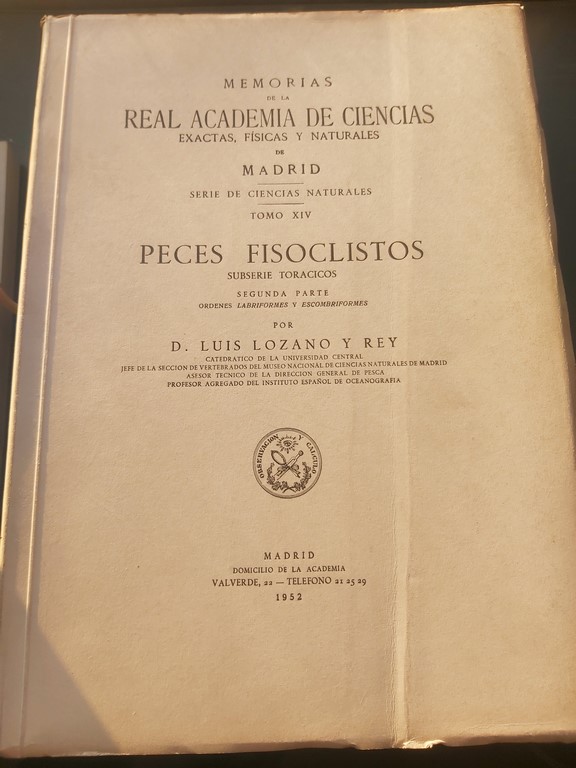 MEMORIAS
DE LA
REAL ACADEMIA DE CIENCIAS
EXACTAS, FÍSICAS Y NATURALES
DE
MADRID
SERIE DE CIENCIAS NATURALES
TOMO XIV
PECES FISOCLISTOS
SUBSERIE TORACICOS
SEGUNDA PARTE
ORDENES LABRIFORMES Y ESCOMBRIFORMES
POR
D. LUIS LOZANO Y REY
CATEDRATICO DE LA UNIVERSIDAD CENTRAL
JEFE DE LA SECCION DE VERTEBRADOS DEL MUSEO NACIONAL DE CIENCIAS NATURALES DE MADRID
ASESOR TECNICO DE LA DIRECCION GENERAL DE PESCA
PROFESOR AGREGADO DEL INSTITUTO ESPAÑOL DE OCEANOGRAFIA
OBSERVACION Y CALCULO
MADRID
DOMICILIO DE LA ACADEMIA
VALVERDE, 22 — TELEFONO 21 25 29
1952